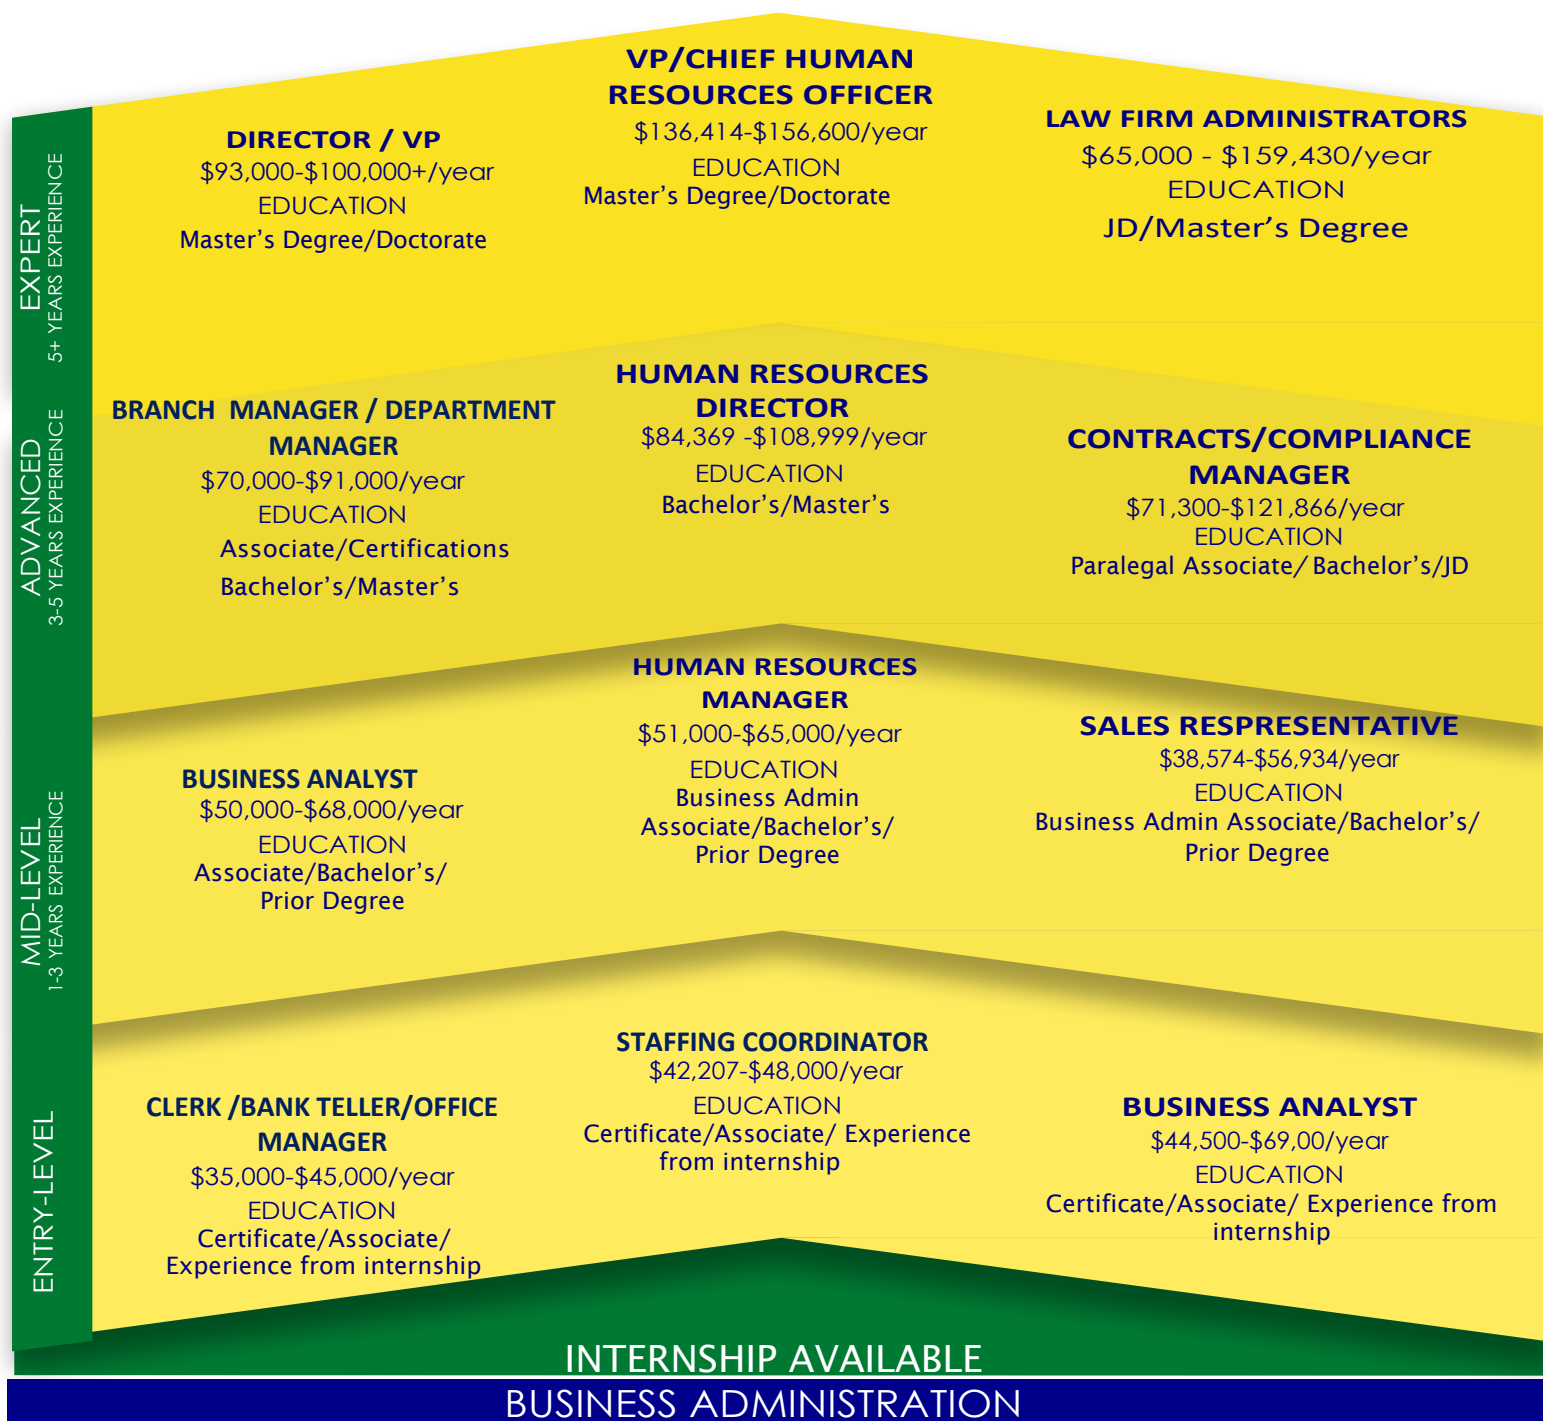 EXPERT
5+ YEARS EXPERIENCE
DIRECTOR / VP
$93,000-$100,000+/year
EDUCATION
Master’s Degree/Doctorate
VP/CHIEF HUMAN
RESOURCES OFFICER
$136,414-$156,600/year
EDUCATION
Master’s Degree/Doctorate
LAW FIRM ADMINISTRATORS
$65,000 - $159,430/year
EDUCATION
JD/Master’s Degree
ADVANCED
3-5 YEARS EXPERIENCE
BRANCH MANAGER / DEPARTMENT
MANAGER
$70,000-$91,000/year
EDUCATION
Associate/Certifications
Bachelor’s/Master’s
HUMAN RESOURCES
DIRECTOR
$84,369 -$108,999/year
EDUCATION
Bachelor’s/Master’s
CONTRACTS/COMPLIANCE
MANAGER
$71,300-$121,866/year
EDUCATION
Paralegal Associate/ Bachelor’s/JD
MID-LEVEL
1-3 YEARS EXPERIENCE
BUSINESS ANALYST
$50,000-$68,000/year
EDUCATION
Associate/Bachelor’s/
Prior Degree
HUMAN RESOURCES
MANAGER
$51,000-$65,000/year
EDUCATION
Business Admin
Associate/Bachelor’s/
Prior Degree
SALES RESPRESENTATIVE
$38,574-$56,934/year
EDUCATION
Business Admin Associate/Bachelor’s/
Prior Degree
ENTRY-LEVEL
CLERK /BANK TELLER/OFFICE
MANAGER
$35,000-$45,000/year
EDUCATION
Certificate/Associate/
Experience from internship
STAFFING COORDINATOR
$42,207-$48,000/year
EDUCATION
Certificate/Associate/ Experience
from internship
BUSINESS ANALYST
$44,500-$69,00/year
EDUCATION
Certificate/Associate/ Experience from
internship
INTERNSHIP AVAILABLE
BUSINESS ADMINISTRATION